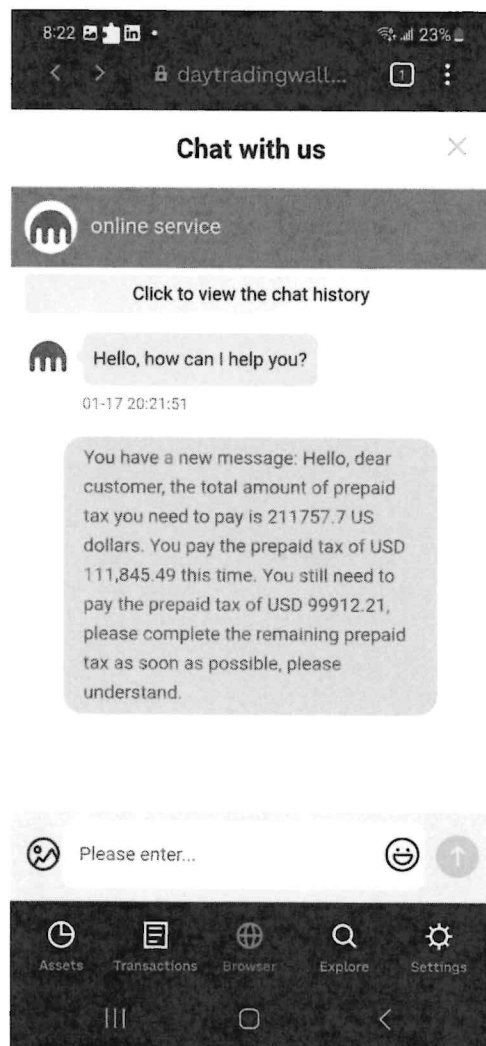 8:22
23%
daytradingwall...
1
Chat with us
online service
Click to view the chat history
Hello, how can I help you?
01-17 20:21:51
You have a new message: Hello, dear
customer, the total amount of prepaid
tax you need to pay is 211757.7 US
dollars. You pay the prepaid tax of USD
111,845.49 this time. You still need to
pay the prepaid tax of USD 99912.21,
please complete the remaining prepaid
tax as soon as possible, please
understand.
Please enter...
Assets Transactions Browser Explore Settings